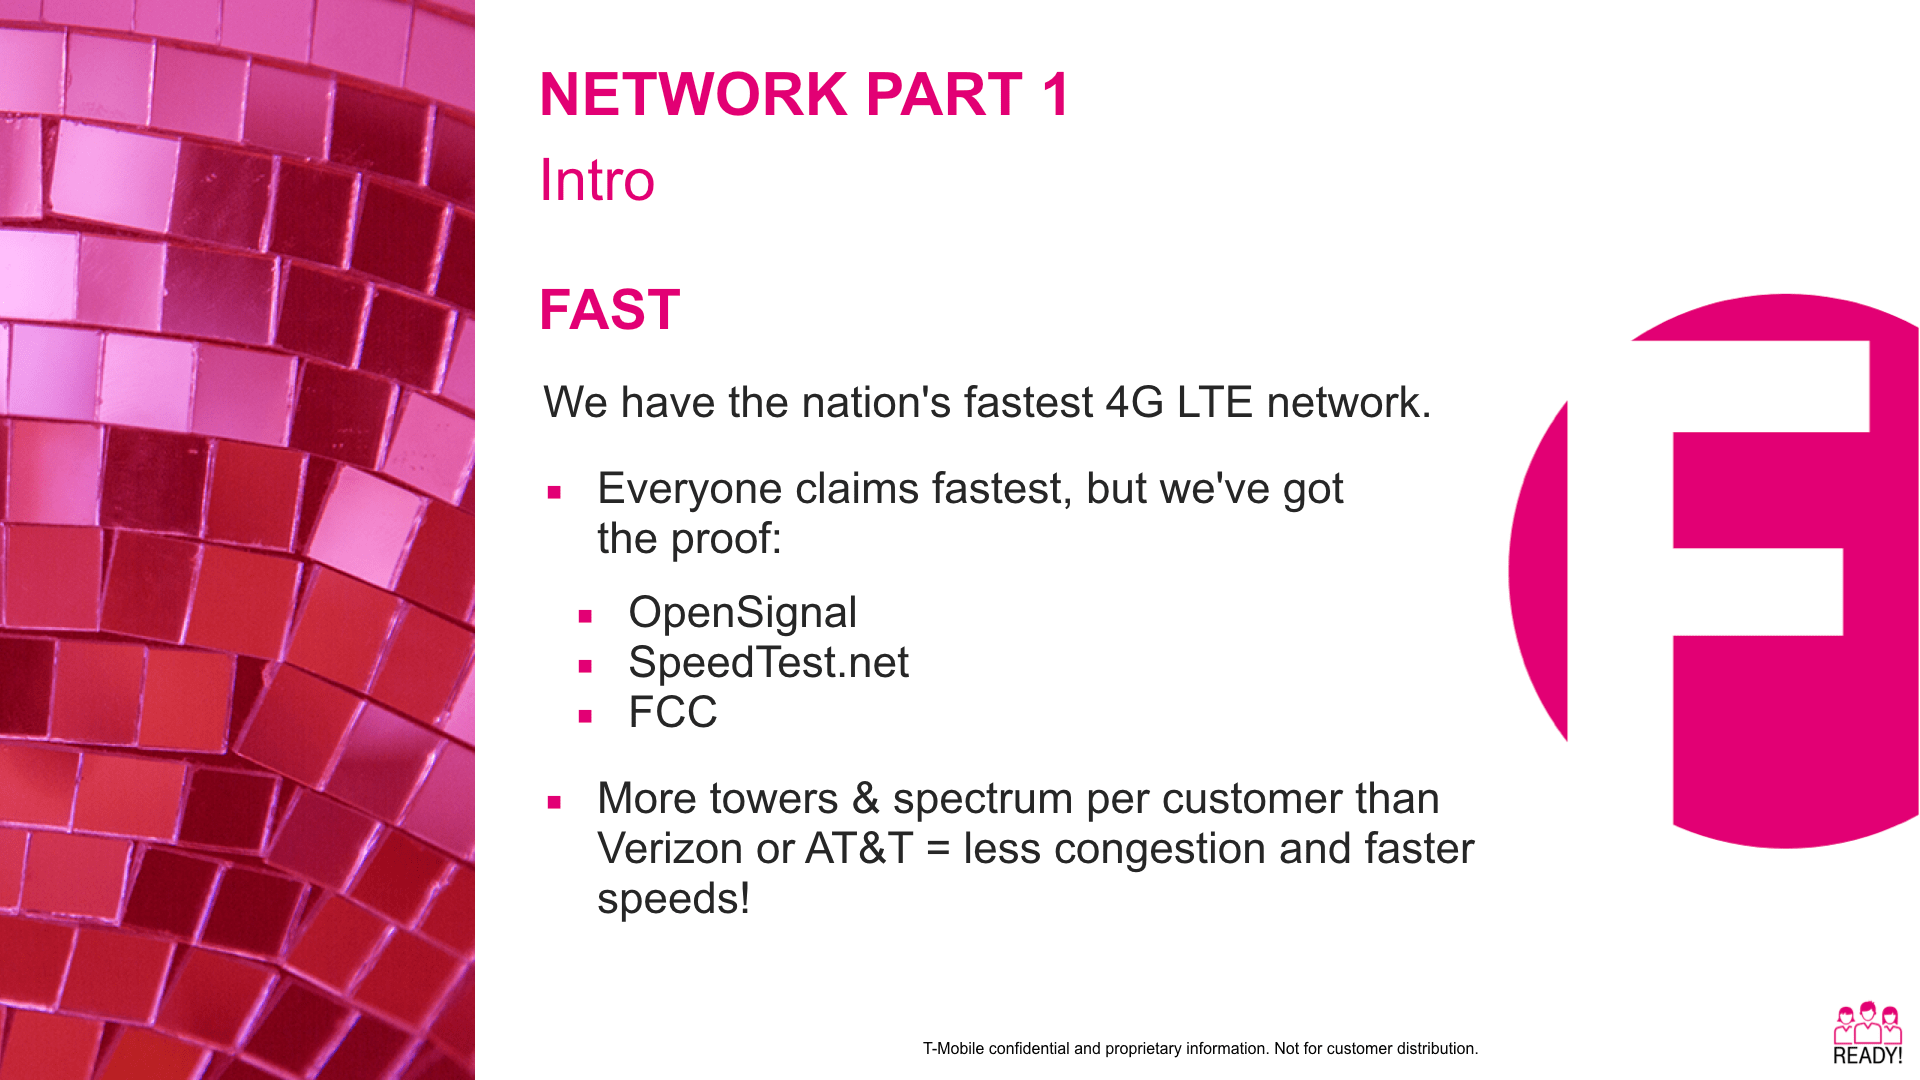 NETWORK PART 1
Intro
FAST
We have the nation's fastest 4G LTE network.
Everyone claims fastest, but we've got
the proof:
OpenSignal
SpeedTest.net
FCC
More towers & spectrum per customer than
Verizon or AT&T = less congestion and faster
speeds!
F
T-Mobile confidential and proprietary information. Not for customer distribution.
READY!